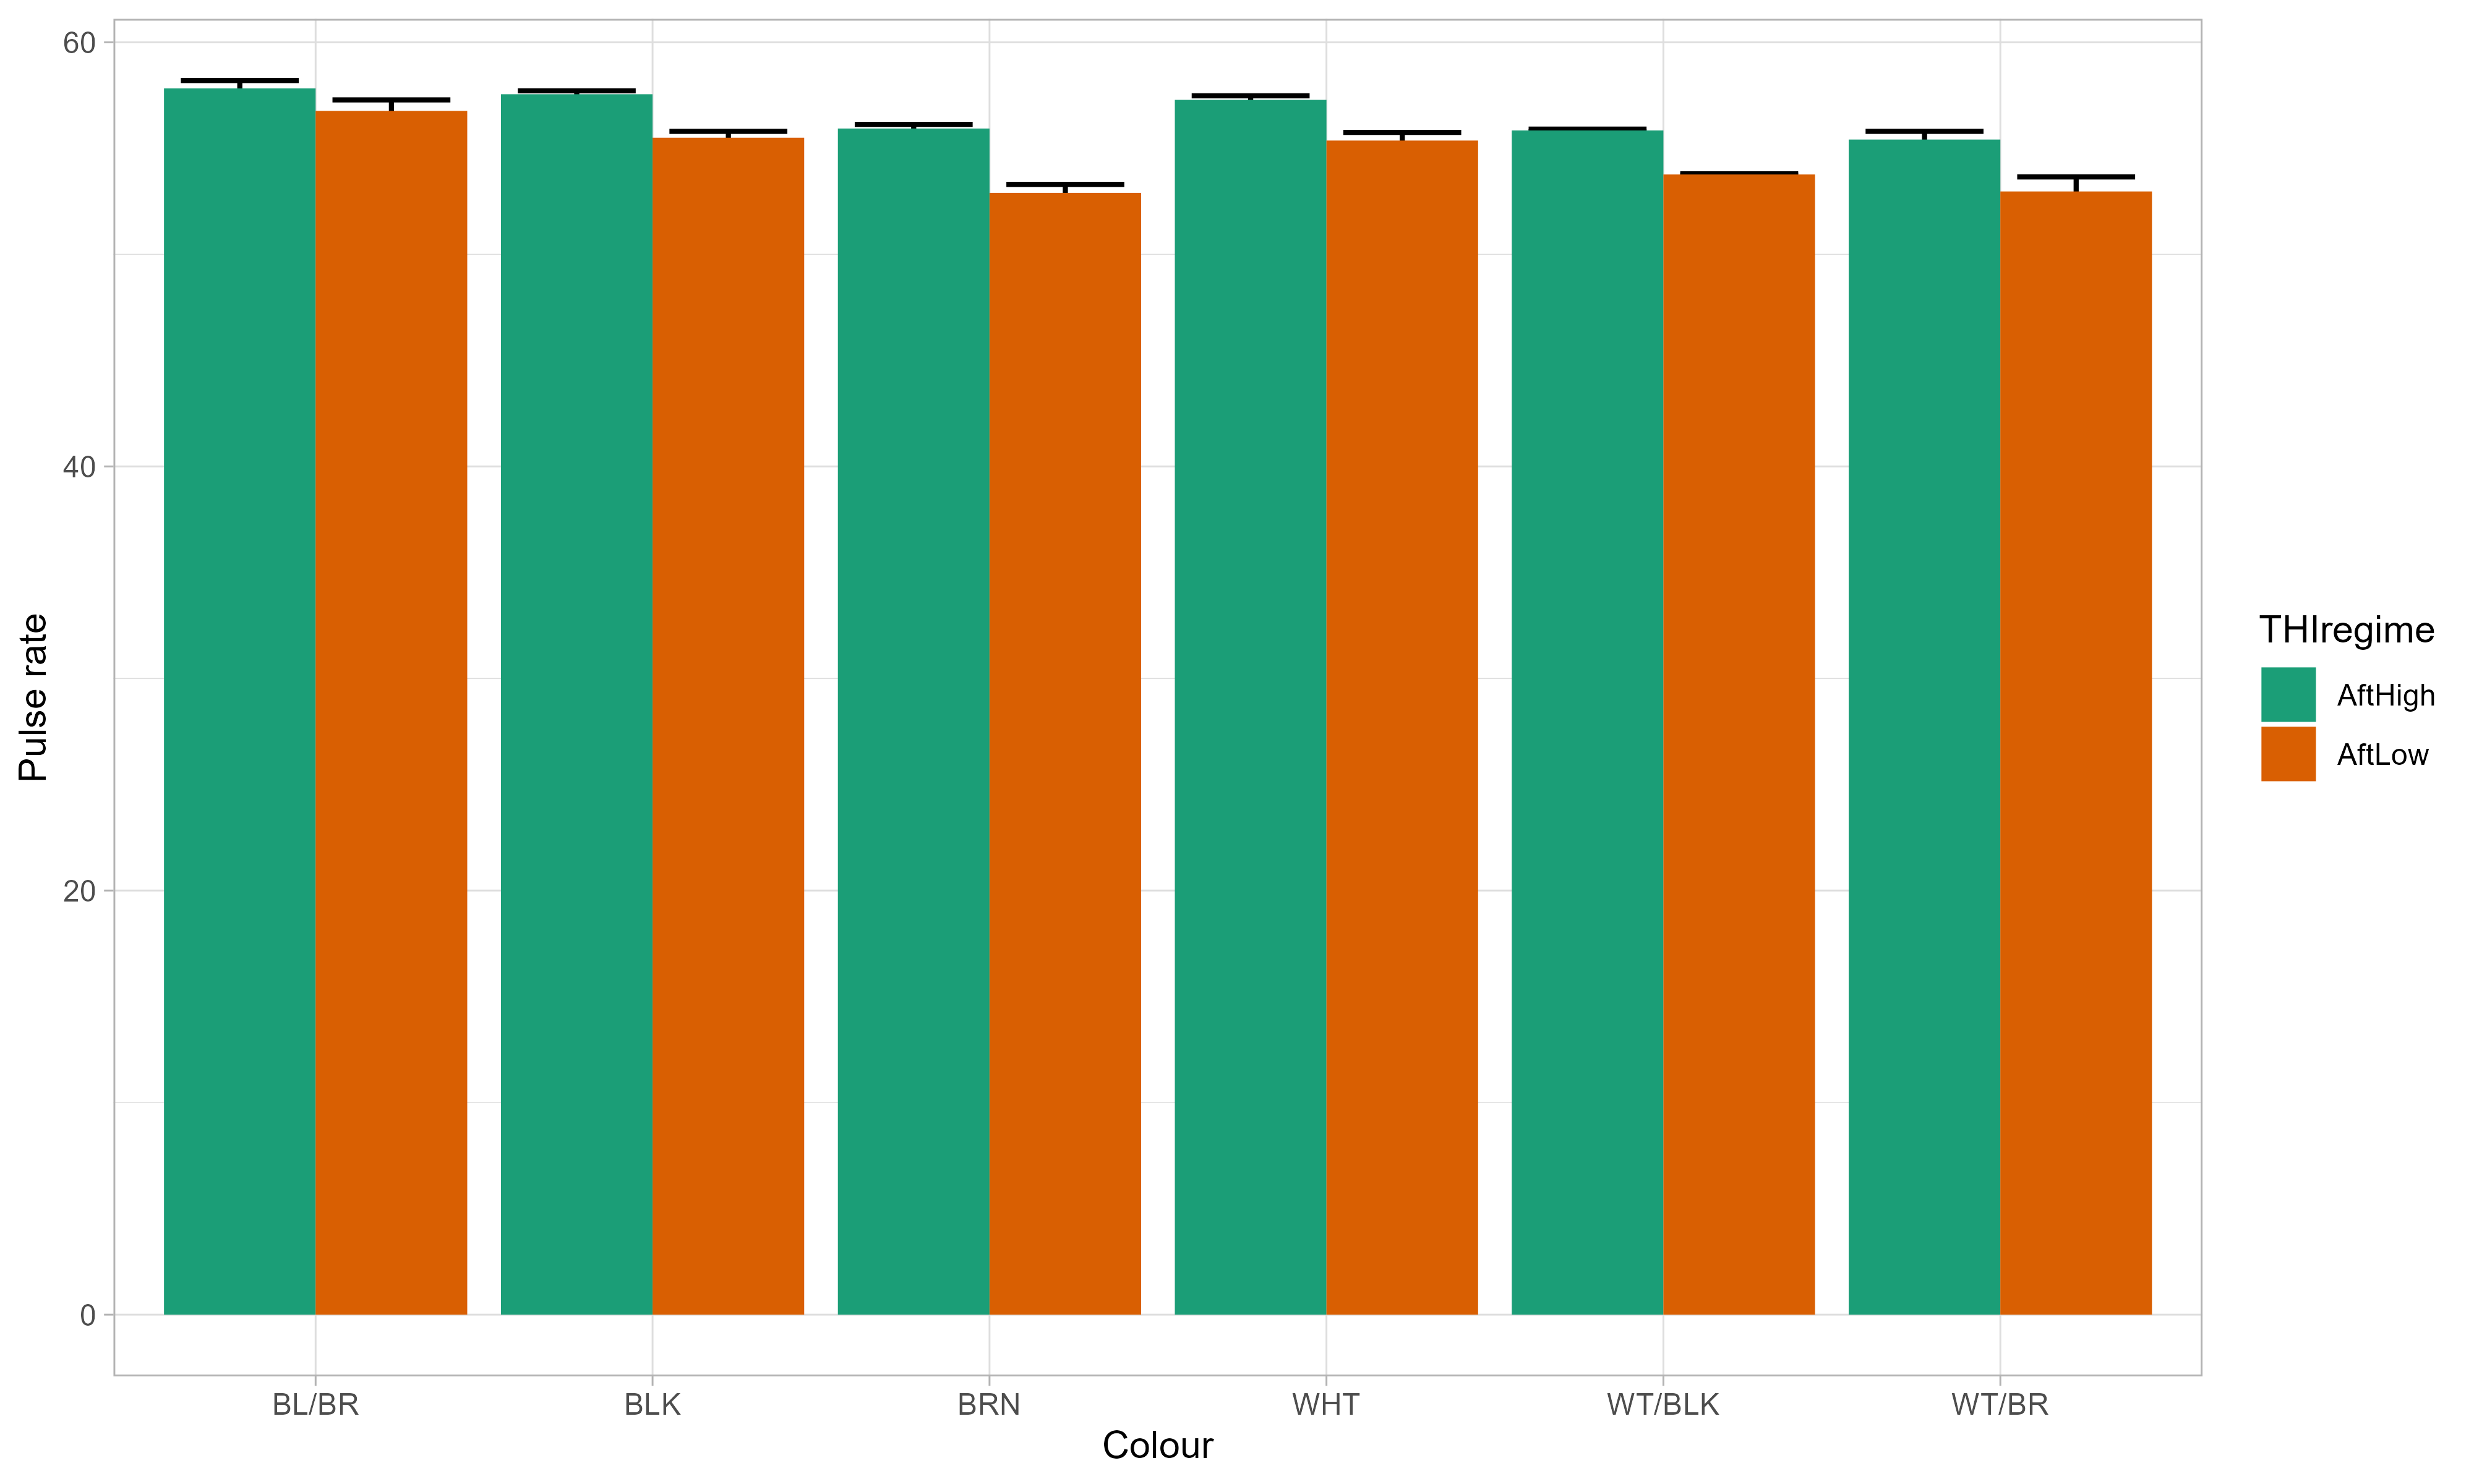 60
40
20
0
Pulse rate
BL/BR BLK BRN WHT WT/BLK WT/BR
Colour
THIregime
AftHigh
AftLow